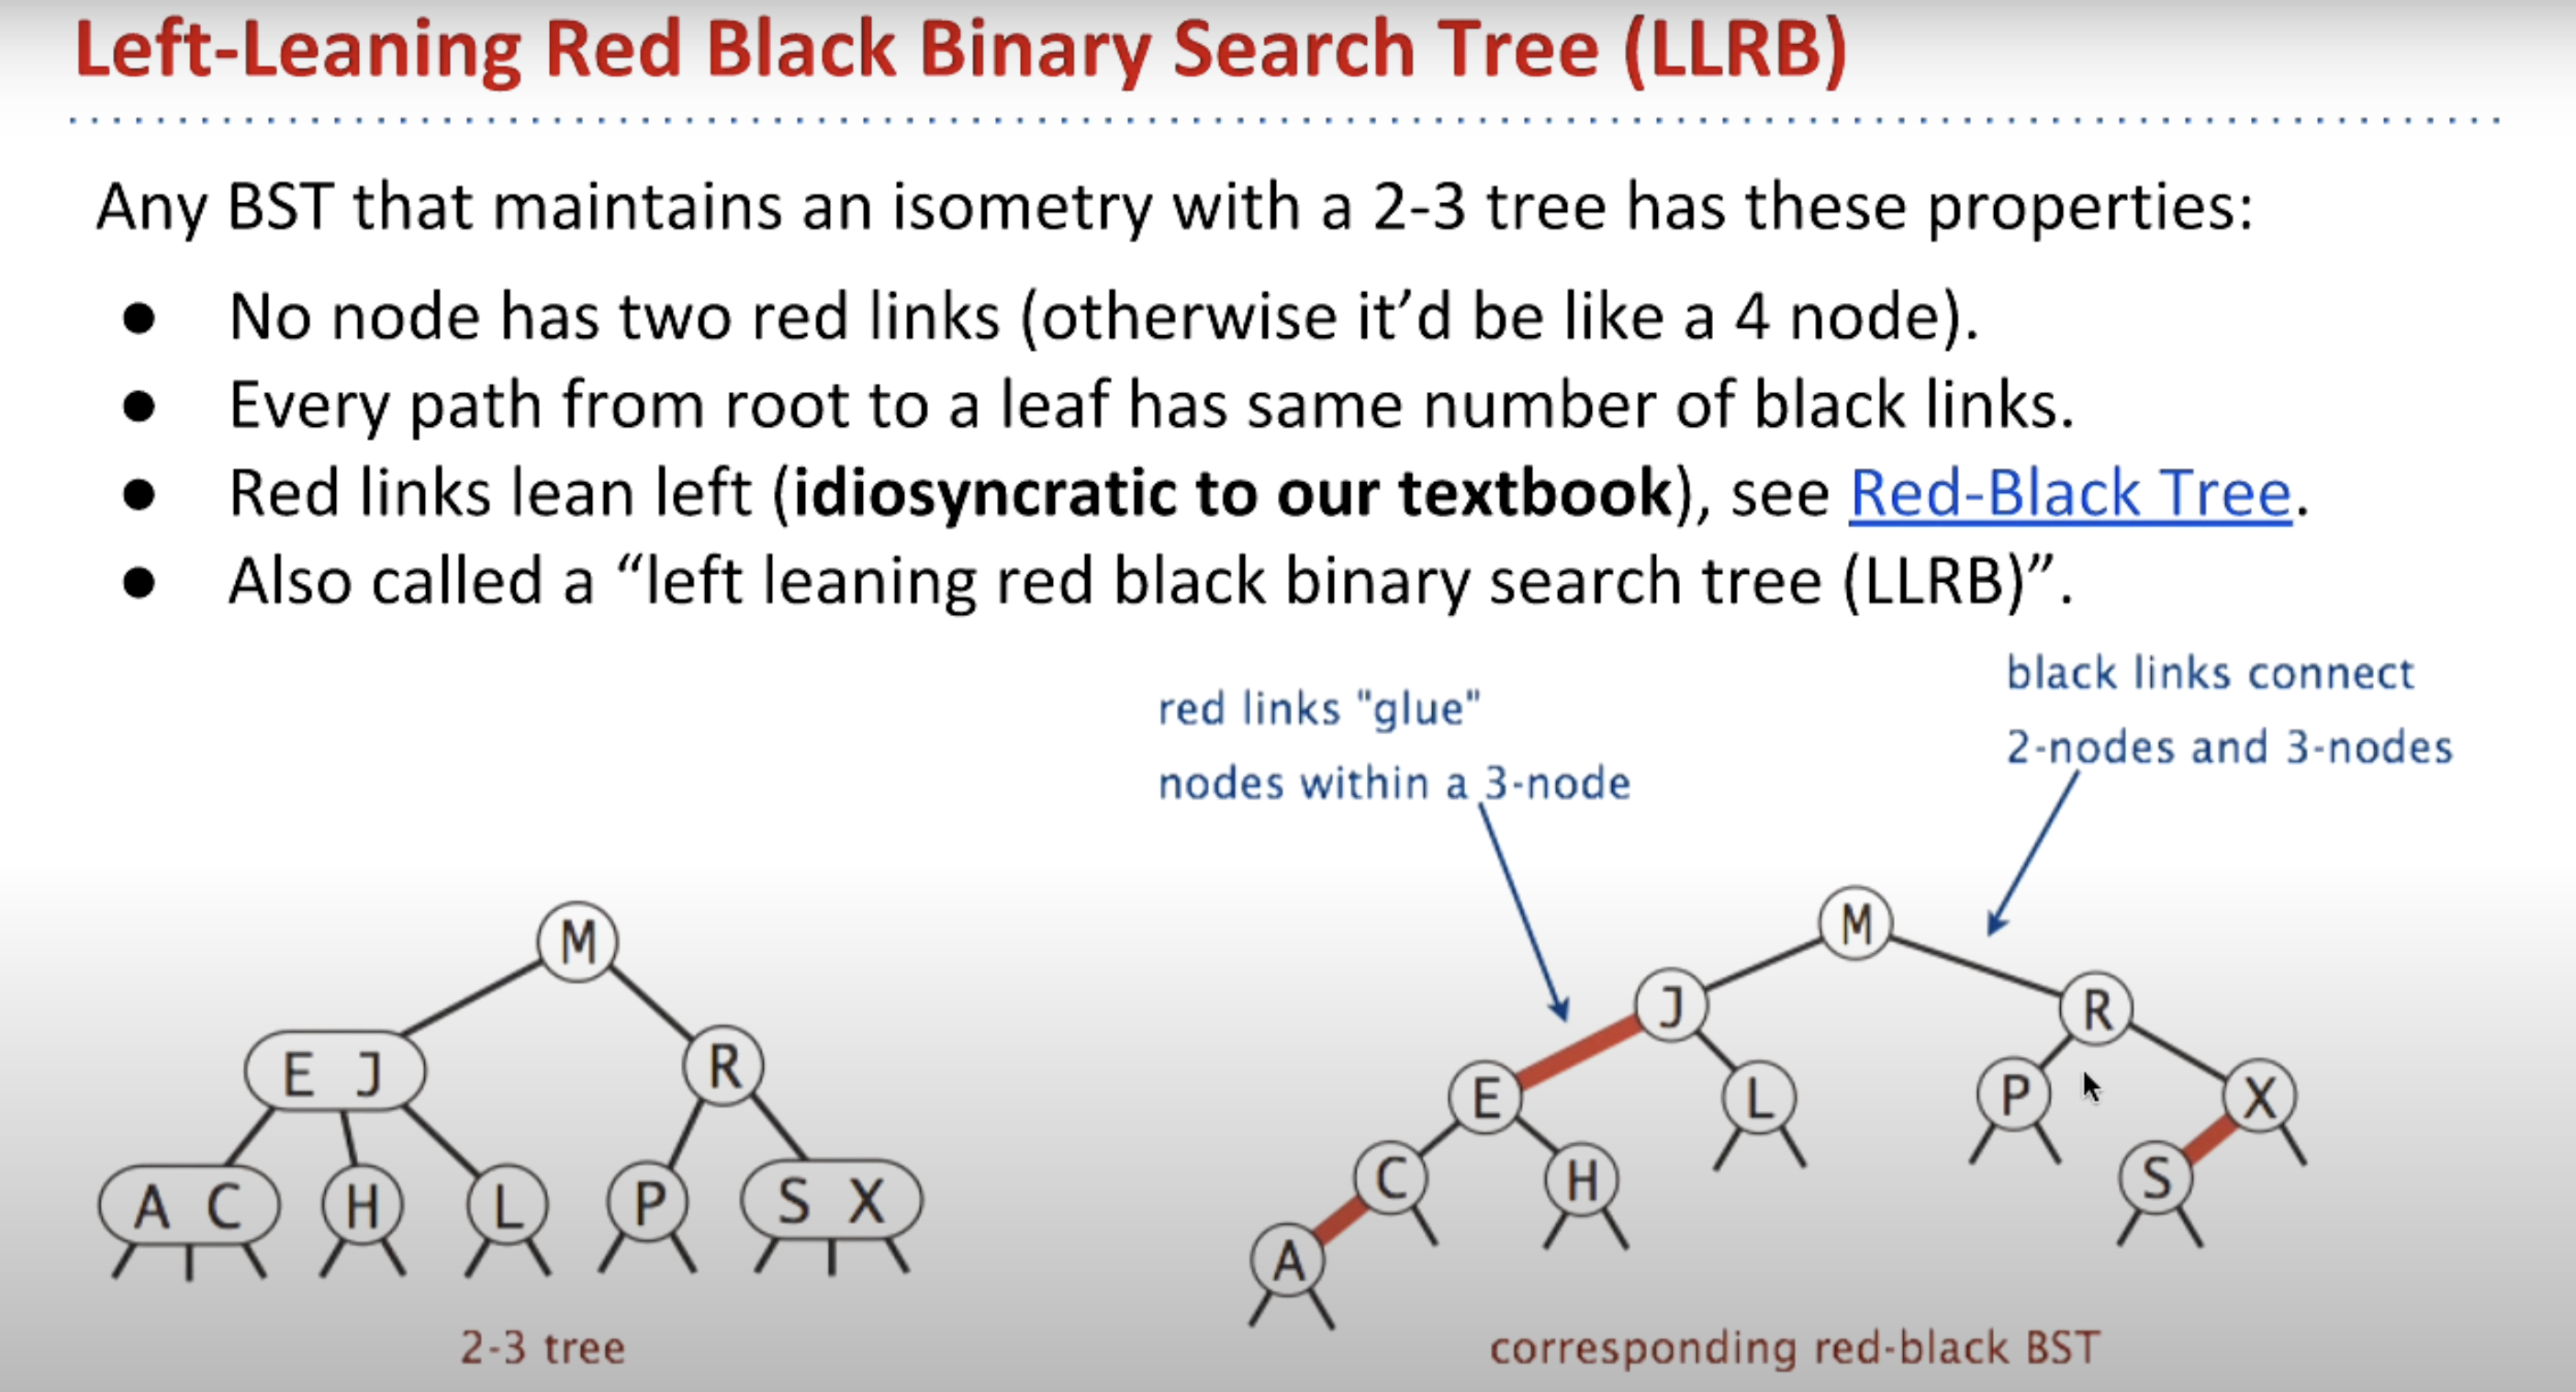 Left-Leaning Red Black Binary Search Tree (LLRB)
Any BST that maintains an isometry with a 2-3 tree has these properties:
● No node has two red links (otherwise it’d be like a 4 node).
● Every path from root to a leaf has same number of black links.
● Red links lean left (idiosyncratic to our textbook), see Red-Black Tree.
● Also called a “left leaning red black binary search tree (LLRB)”.
red links "glue"
nodes within a 3-node
black links connect
2-nodes and 3-nodes
M
E J
R
A C
H
L
P
S X
2-3 tree
M
J
R
E
L
P
X
C
H
S
A
corresponding red-black BST